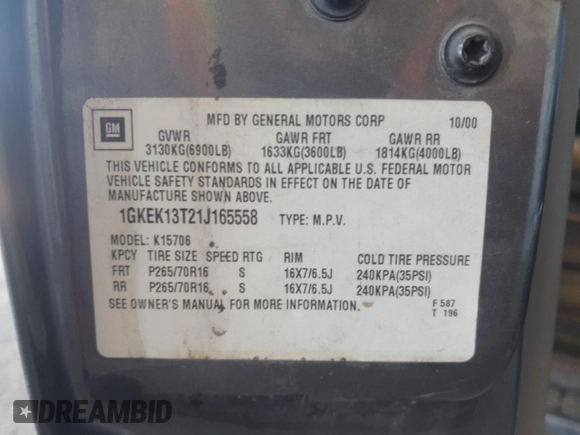 GM
MFD BY GENERAL MOTORS CORP 10/00
GVWR GAWR FRT GAWR RR
3130KG(6900LB) 1633KG(3600LB) 1814KG(4000LB)
THIS VEHICLE CONFORMS TO ALL APPLICABLE U.S. FEDERAL MOTOR
VEHICLE SAFETY STANDARDS IN EFFECT ON THE DATE OF
MANUFACTURE SHOWN ABOVE.
1GKEK13T21J165558 TYPE: M.P.V.
MODEL: K15706
KPCY TIRE SIZE SPEED RTG RIM COLD TIRE PRESSURE
FRT P265/70R16 S 16X7/6.5J 240KPA(35PSI)
RR P265/70R16 S 16X7/6.5J 240KPA(35PSI)
SEE OWNER'S MANUAL FOR MORE INFORMATION.
F 587
T 196
DREAMBID